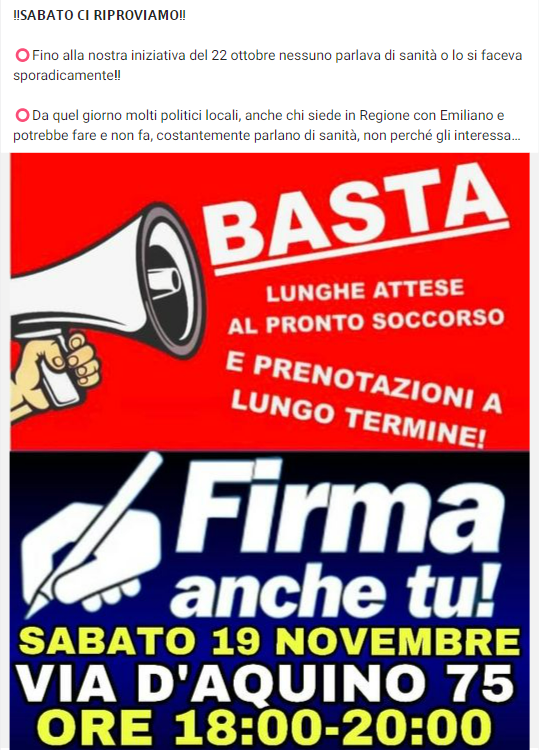 ‼SABATO CI RIPROVIAMO‼
⭕Fino alla nostra iniziativa del 22 ottobre nessuno parlava di sanità o lo si faceva
sporadicamente‼
⭕Da quel giorno molti politici locali, anche chi siede in Regione con Emiliano e
potrebbe fare e non fa, costantemente parlano di sanità, non perché gli interessa...
BASTA
LUNGHE ATTESE
AL PRONTO SOCCORSO
E PRENOTAZIONI A
LUNGO TERMINE!
Firma
anche tu!
SABATO 19 NOVEMBRE
VIA D'AQUINO 75
ORE 18:00-20:00